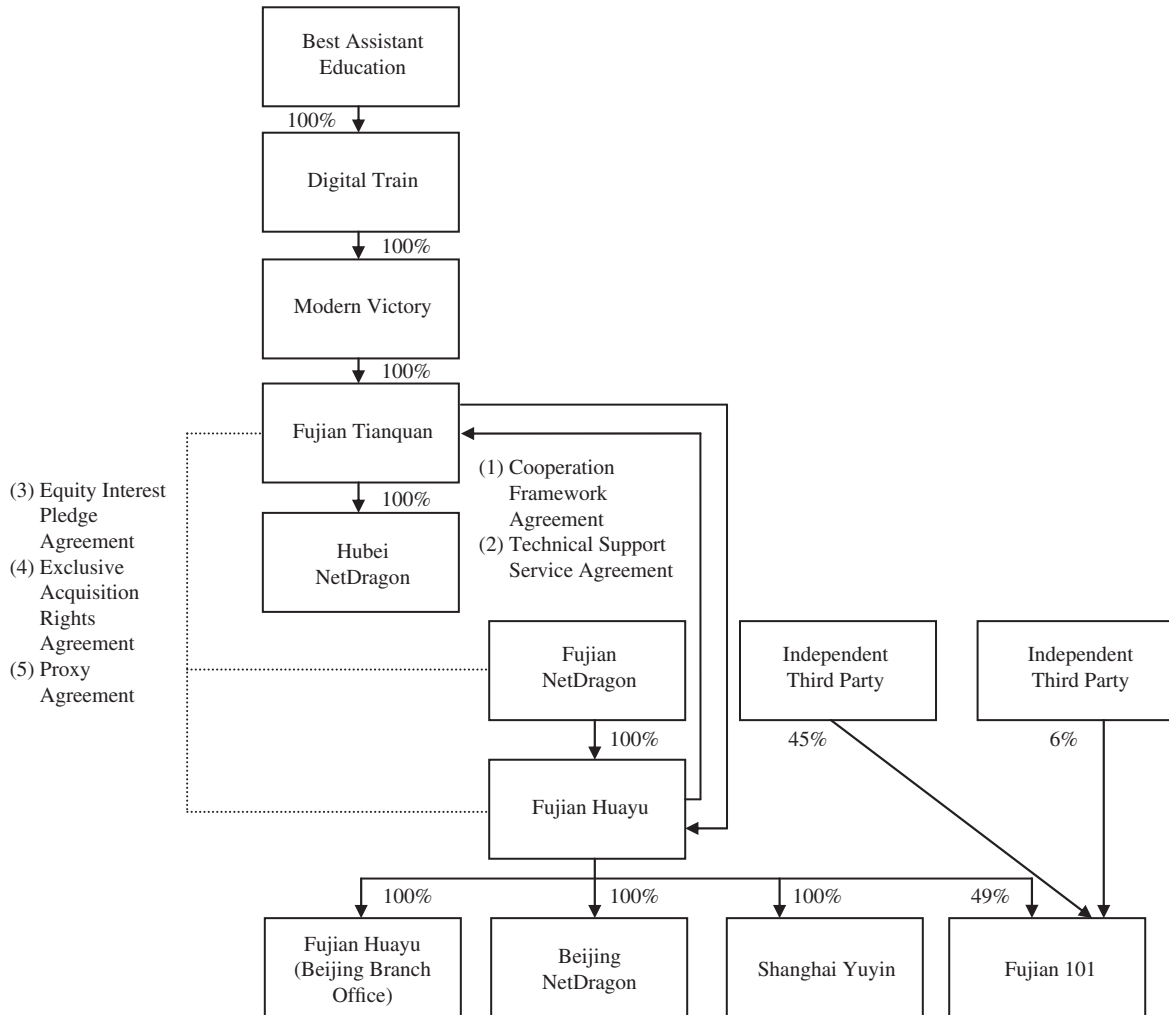 Best Assistant
Education
100%
Digital Train
100%
Modern Victory
100%
Fujian Tianquan
(3) Equity Interest
Pledge
Agreement
(4) Exclusive
Acquisition
Rights
Agreement
(5) Proxy
Agreement
100%
(1) Cooperation
Framework
Agreement
(2) Technical Support
Service Agreement
Hubei
NetDragon
Fujian
NetDragon
Independent
Third Party
Independent
Third Party
100%
45%
6%
Fujian Huayu
100%
100%
100%
49%
Fujian Huayu
(Beijing Branch
Office)
Beijing
NetDragon
Shanghai Yuyin
Fujian 101